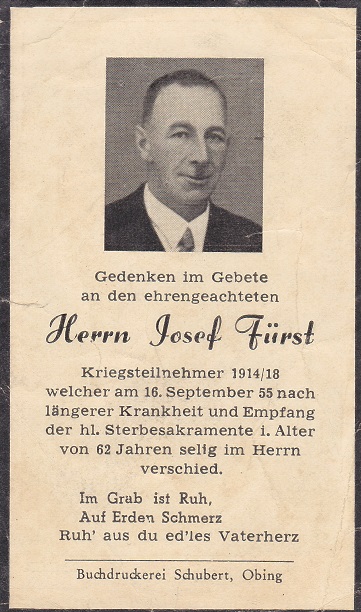 Gedenken im Gebete
an den ehrengeachteten
Herrn Josef Fürst
Kriegsteilnehmer 1914/18
welcher am 16. September 55 nach
längerer Krankheit und Empfang
der hl. Sterbesakramente i. Alter
von 62 Jahren selig im Herrn
verschied.
Im Grab ist Ruh,
Auf Erden Schmerz
Ruh' aus du ed'les Vaterherz
Buchdruckerei Schubert, Obing